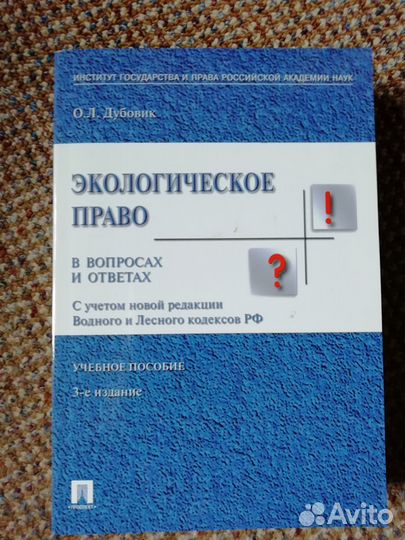 ИНСТИТУТ ГОСУДАРСТВА И ПРАВА РОССИЙСКОЙ АКАДЕМИИ НАУК
О.Л. Дубовик
ЭКОЛОГИЧЕСКОЕ
ПРАВО
!
?
В ВОПРОСАХ
И ОТВЕТАХ
С учетом новой редакции
Водного и Лесного кодексов РФ
УЧЕБНОЕ ПОСОБИЕ
3-е издание
•ПРОСПЕКТ•
Avito